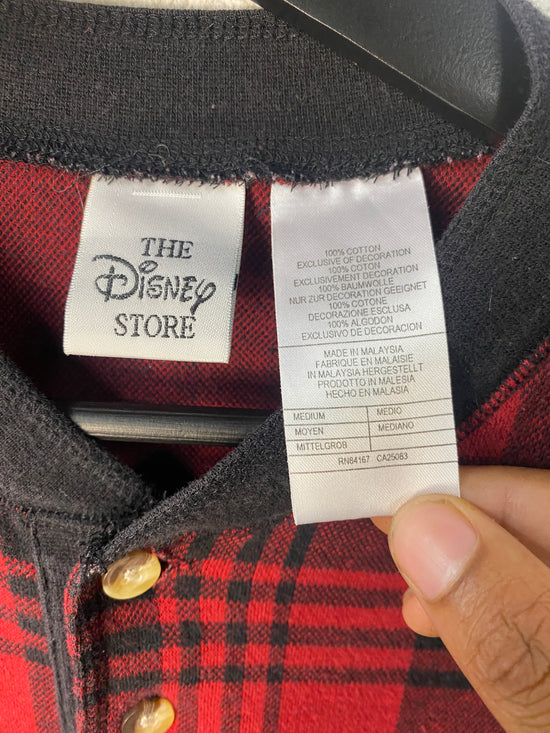 THE
Disney
STORE
100% COTTON
EXCLUSIVE OF DECORATION
100% COTON
EXCLUSIVEMENT DECORATION
100% BAUMWOLLE
NUR ZUR DECORATION GEEIGNET
100% COTONE
DECORAZIONE ESCLUSA
100% ALGODON
EXCLUSIVO DE DECORACION
MADE IN MALAYSIA
FABRIQUE EN MALAISIE
IN MALAYSIA HERGESTELLT
PRODOTTO IN MALESIA
HECHO EN MALASIA
MEDIUM MEDIO
MOYEN MEDIANO
MITTELGROB
RN84167 CA25083